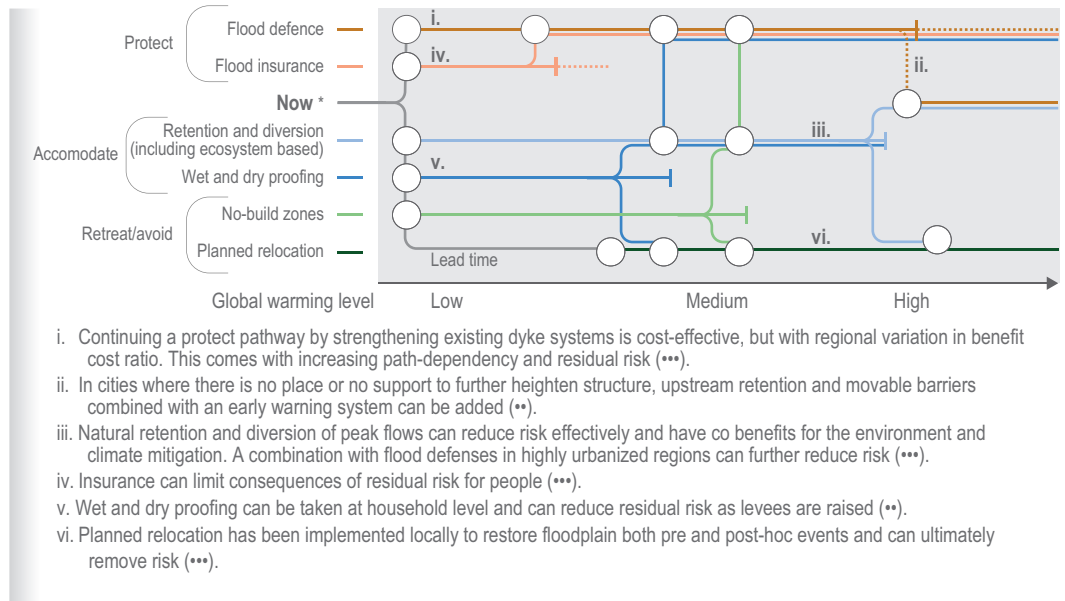 Protect
Flood defence
i.
Flood insurance
iv.
ii.
Now *
Accomodate
Retention and diversion
(including ecosystem based)
iii.
Wet and dry proofing
v.
Retreat/avoid
No-build zones
Planned relocation
vi.
Lead time
Global warming level
Low
Medium
High
i. Continuing a protect pathway by strengthening existing dyke systems is cost-effective, but with regional variation in benefit
cost ratio. This comes with increasing path-dependency and residual risk (•••).
ii. In cities where there is no place or no support to further heighten structure, upstream retention and movable barriers
combined with an early warning system can be added (••).
iii. Natural retention and diversion of peak flows can reduce risk effectively and have co benefits for the environment and
climate mitigation. A combination with flood defenses in highly urbanized regions can further reduce risk (•••).
iv. Insurance can limit consequences of residual risk for people (•••).
v. Wet and dry proofing can be taken at household level and can reduce residual risk as levees are raised (••).
vi. Planned relocation has been implemented locally to restore floodplain both pre and post-hoc events and can ultimately
remove risk (•••).